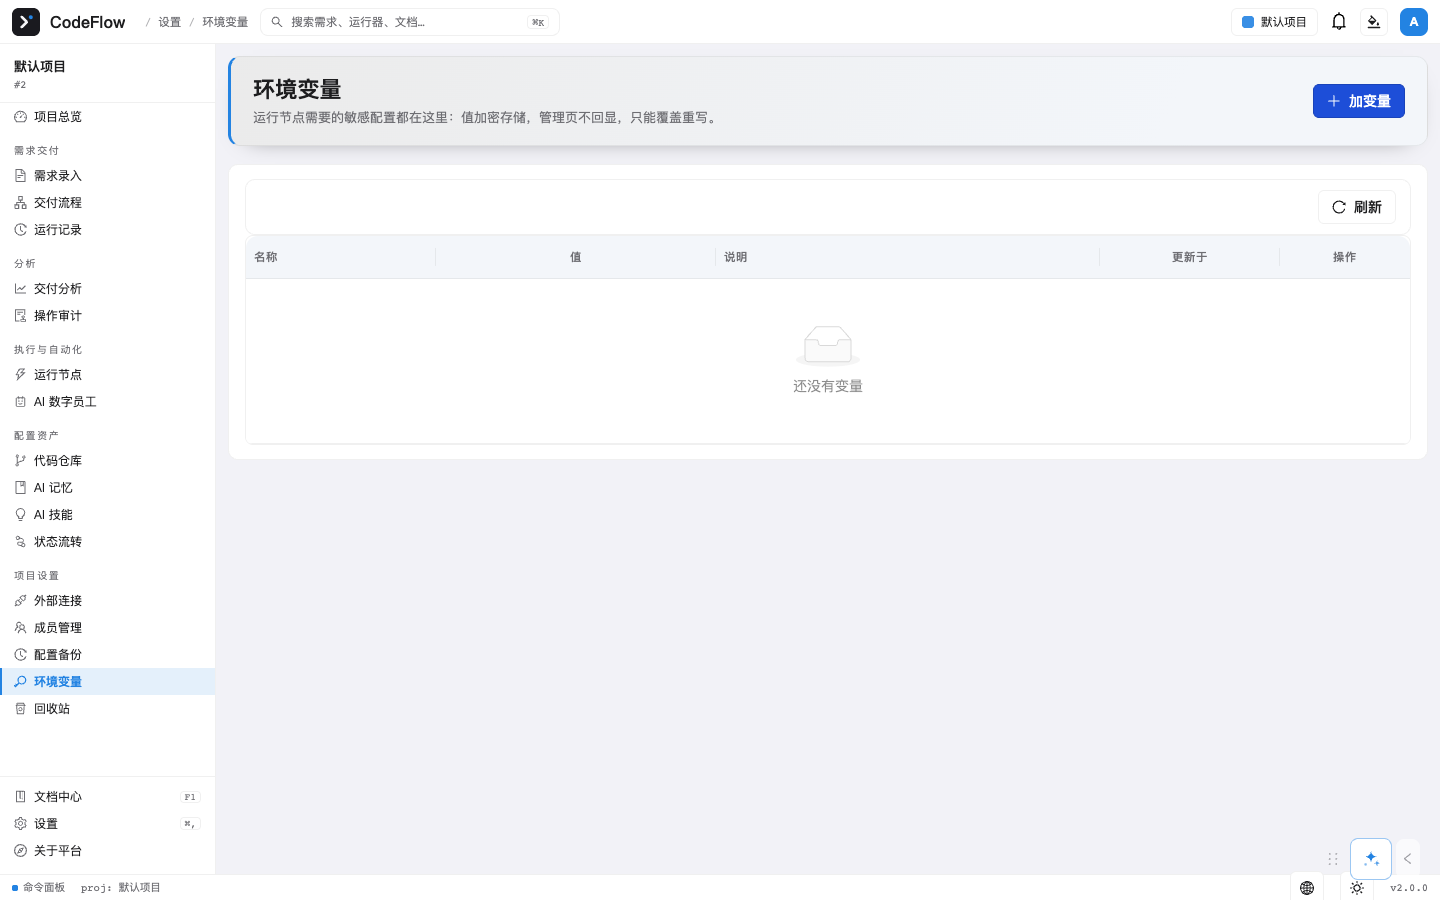 CodeFlow / 设置 / 环境变量 搜索需求、运行器、文档... ⌘K 默认项目 A
默认项目
#2
项目总览
需求交付
需求录入
交付流程
运行记录
分析
交付分析
操作审计
执行与自动化
运行节点
AI 数字员工
配置资产
代码仓库
AI 记忆
AI 技能
状态流转
项目设置
外部连接
成员管理
配置备份
环境变量
回收站
文档中心 F1
设置 ⌘,
关于平台
环境变量
运行节点需要的敏感配置都在这里：值加密存储，管理页不回显，只能覆盖重写。
加变量
刷新
名称 值 说明 更新于 操作
还没有变量
命令面板 proj: 默认项目 v2.0.0